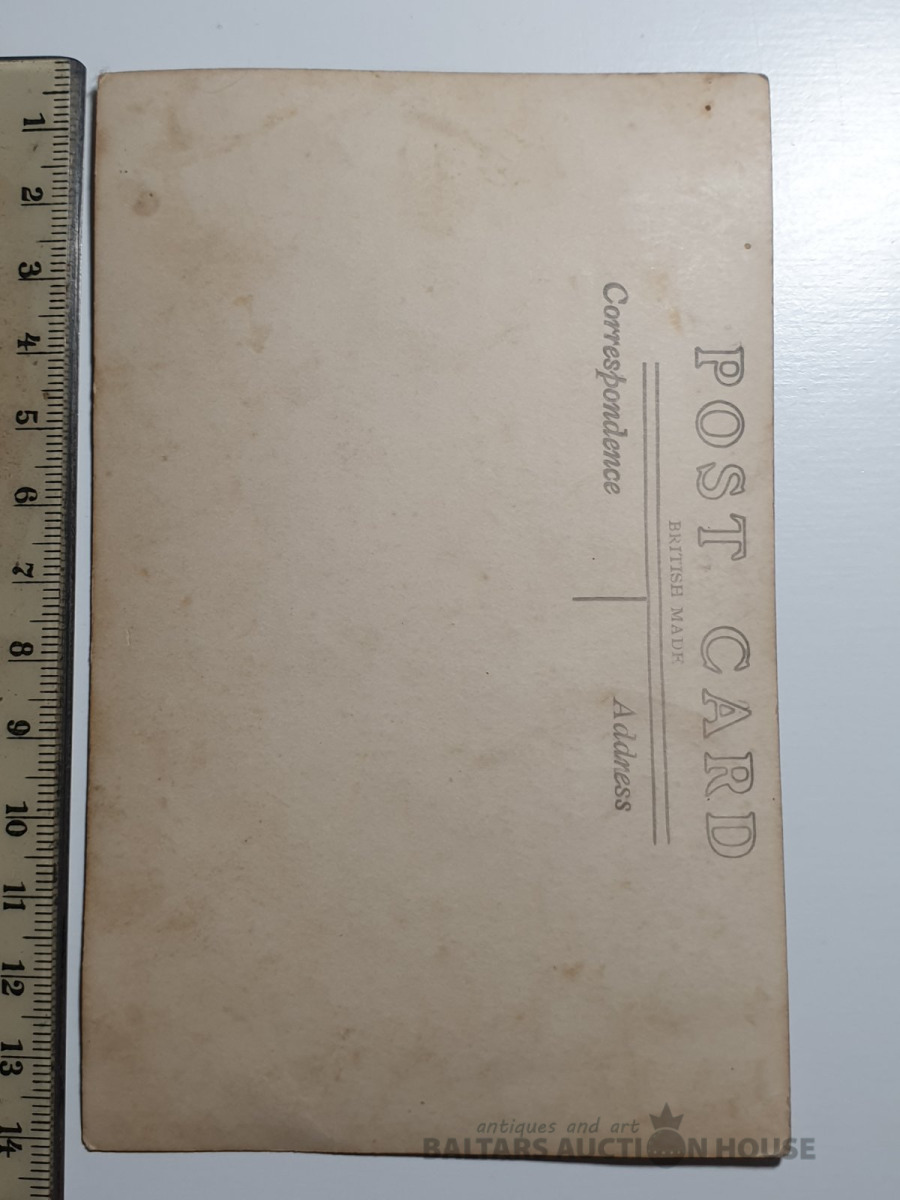 POST CARD
BRITISH MADE
Correspondence
Address
1
2
3
4
5
6
7
8
9
10
11
12
13
14
antiques and art
BALTARS AUCTION HOUSE